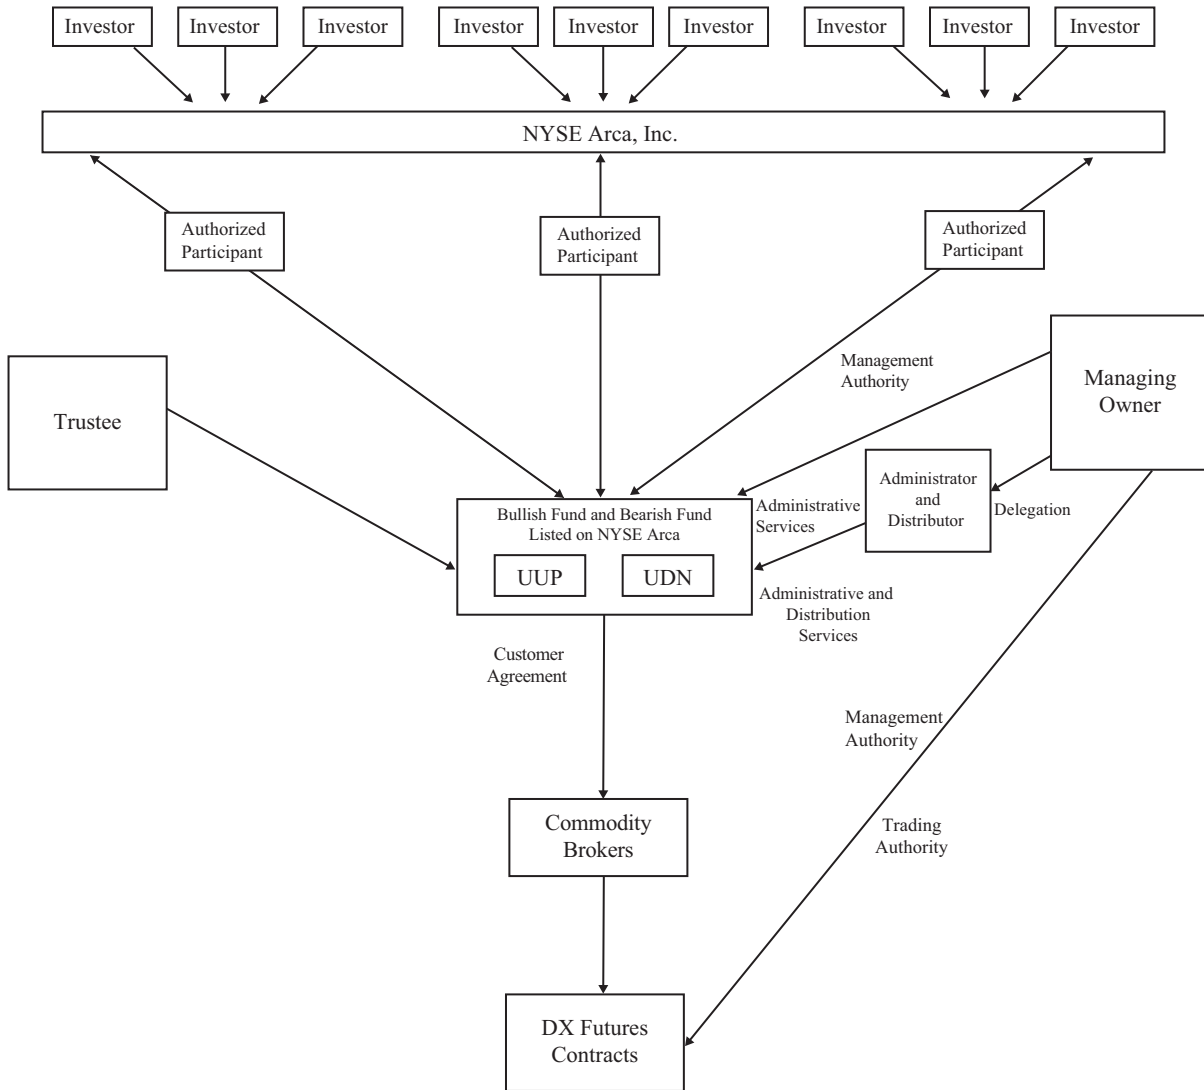 Investor
Investor
Investor
Investor
Investor
Investor
Investor
Investor
Investor
NYSE Arca, Inc.
Authorized
Participant
Authorized
Participant
Authorized
Participant
Trustee
Management
Authority
Managing
Owner
Administrator
and
Distributor
Delegation
Administrative
Services
Bullish Fund and Bearish Fund
Listed on NYSE Arca
UUP
UDN
Administrative and
Distribution
Services
Customer
Agreement
Management
Authority
Trading
Authority
Commodity
Brokers
DX Futures
Contracts